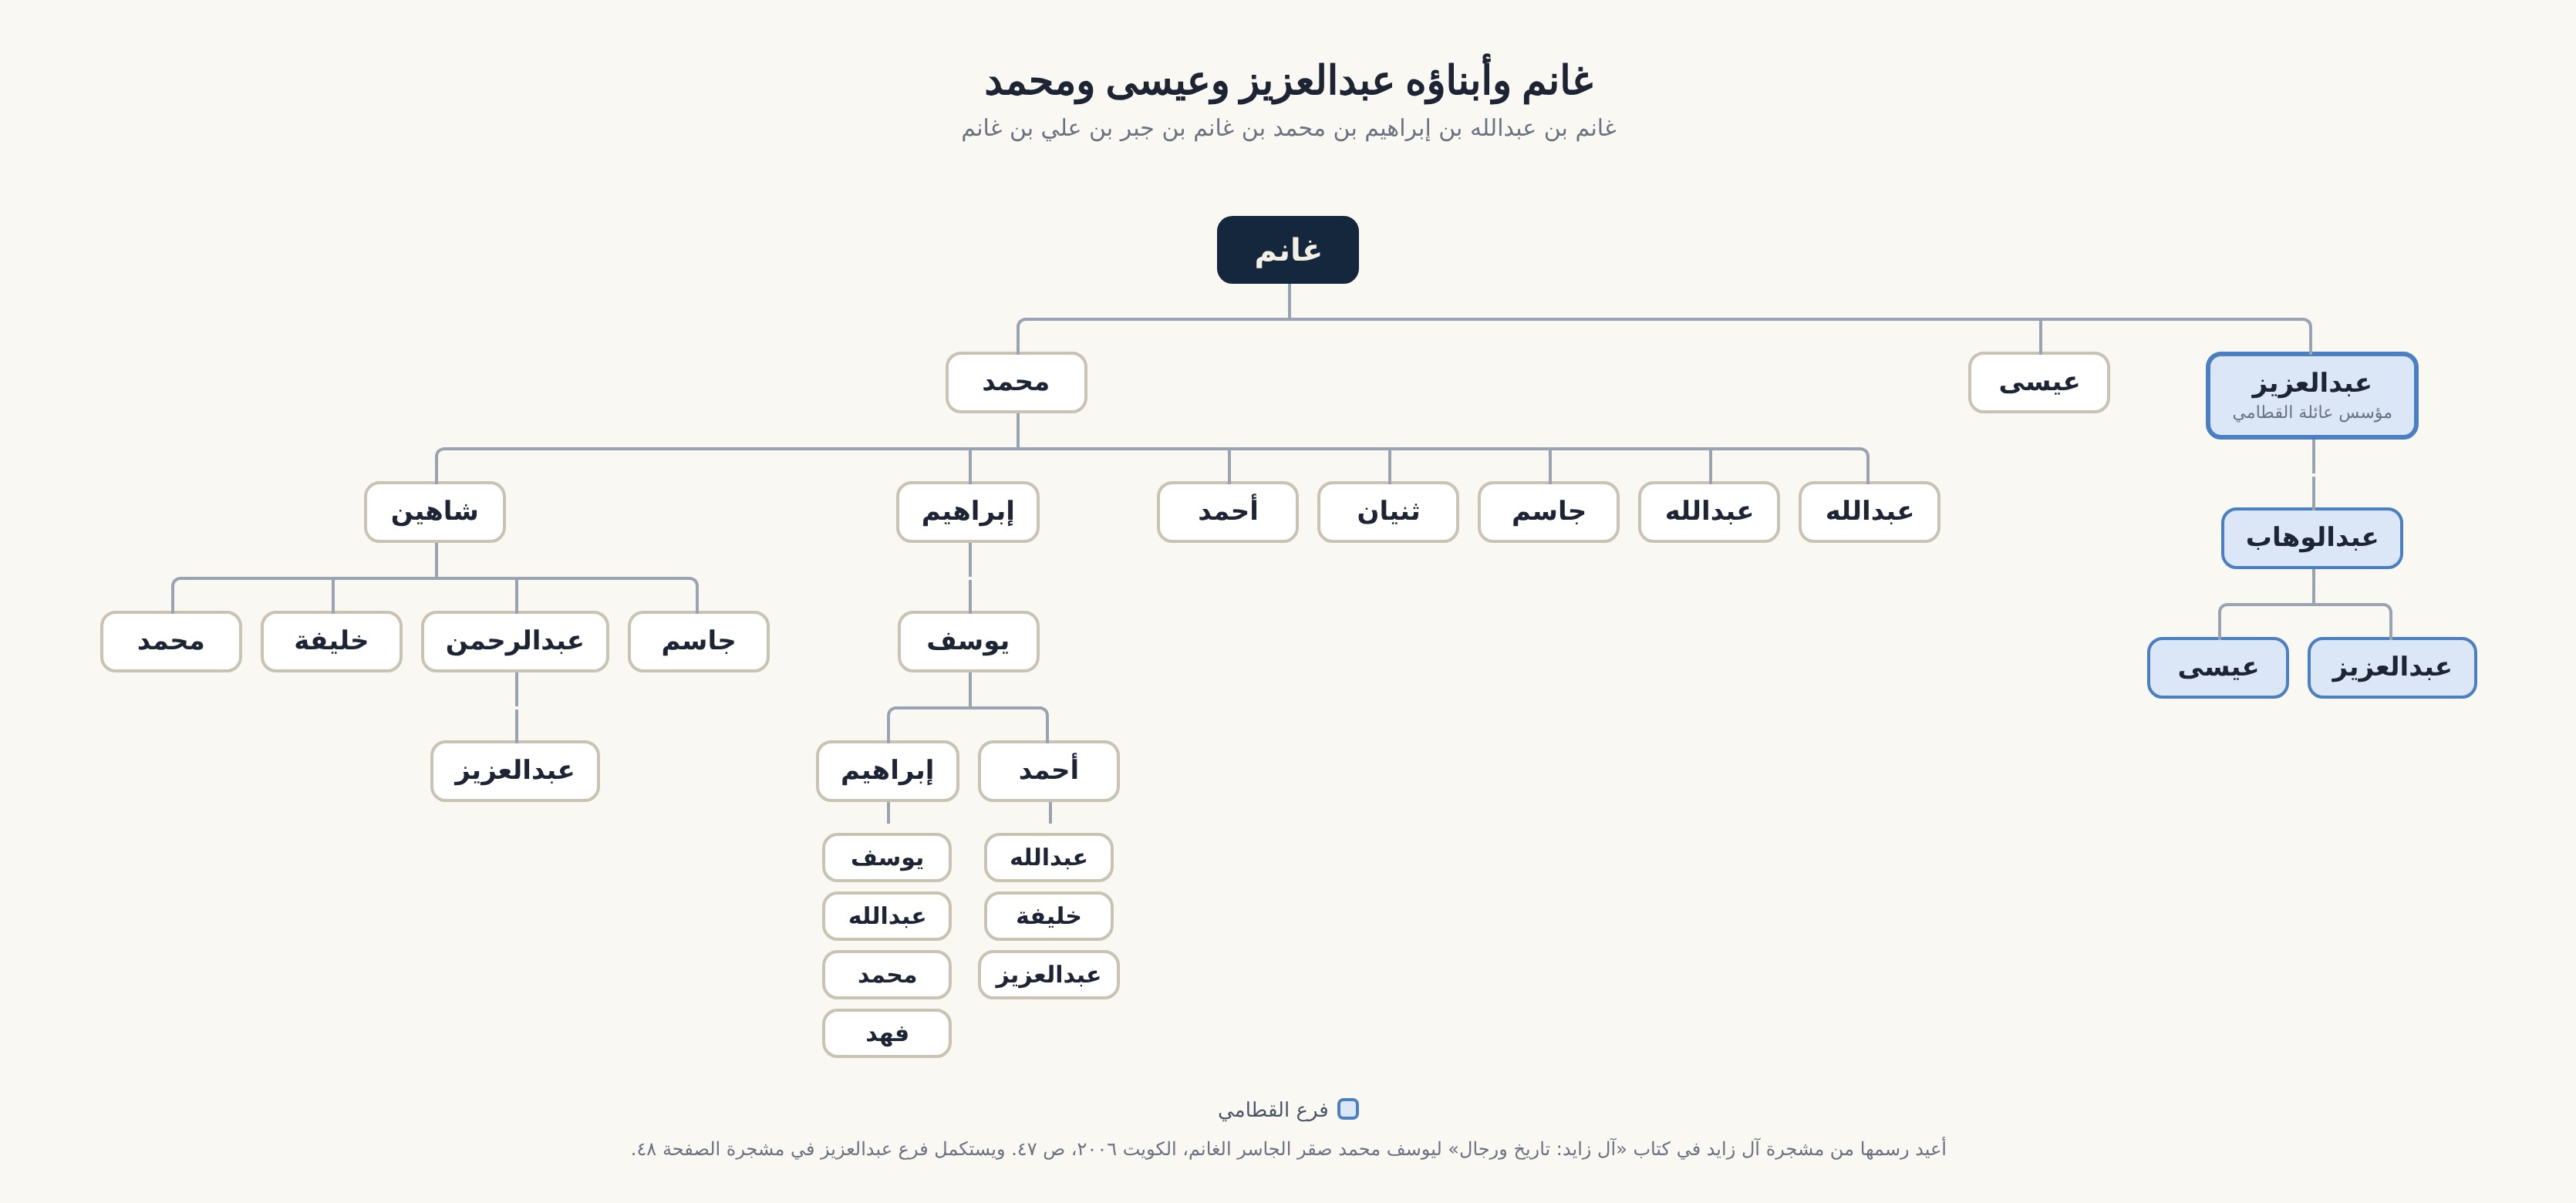 غانم وأبناؤه عبدالعزيز وعيسى ومحمد
غانم بن عبدالله بن إبراهيم بن محمد بن غانم بن جبر بن علي بن غانم
غانم
عبدالعزيز
مؤسس عائلة القطامي
عيسى
محمد
عبدالوهاب
عبدالله
عبدالله
جاسم
ثنيان
أحمد
إبراهيم
شاهين
عبدالعزيز
عيسى
يوسف
جاسم
عبدالرحمن
خليفة
محمد
أحمد
إبراهيم
عبدالعزيز
عبدالله
خليفة
عبدالعزيز
يوسف
عبدالله
محمد
فهد
فرع القطامي
أعيد رسمها من مشجرة آل زايد في كتاب «آل زايد: تاريخ ورجال» ليوسف محمد صقر الجاسر الغانم، الكويت ٢٠٠٦، ص ٤٧. ويستكمل فرع عبدالعزيز في مشجرة الصفحة ٤٨.